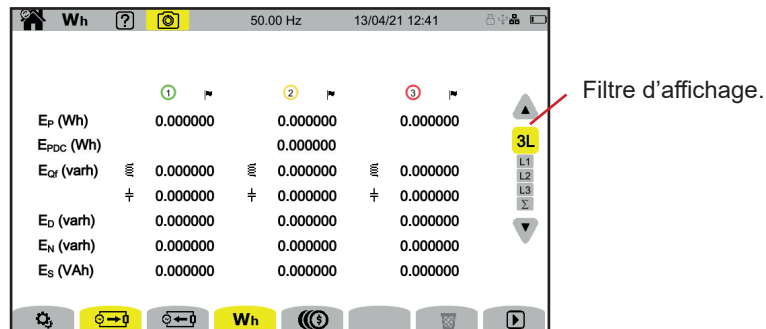 Wh ? 50.00 Hz 13/04/21 12:41
1 2 3
Filtre d'affichage.
EP (Wh) 0.000000 0.000000 0.000000
3L
EPDC (Wh) 0.000000
L1
EQf (varh) 0.000000 0.000000 0.000000
L2
L3
0.000000 0.000000 0.000000
Σ
ED (varh) 0.000000 0.000000 0.000000
EN (varh) 0.000000 0.000000 0.000000
ES (VAh) 0.000000 0.000000 0.000000
Wh $